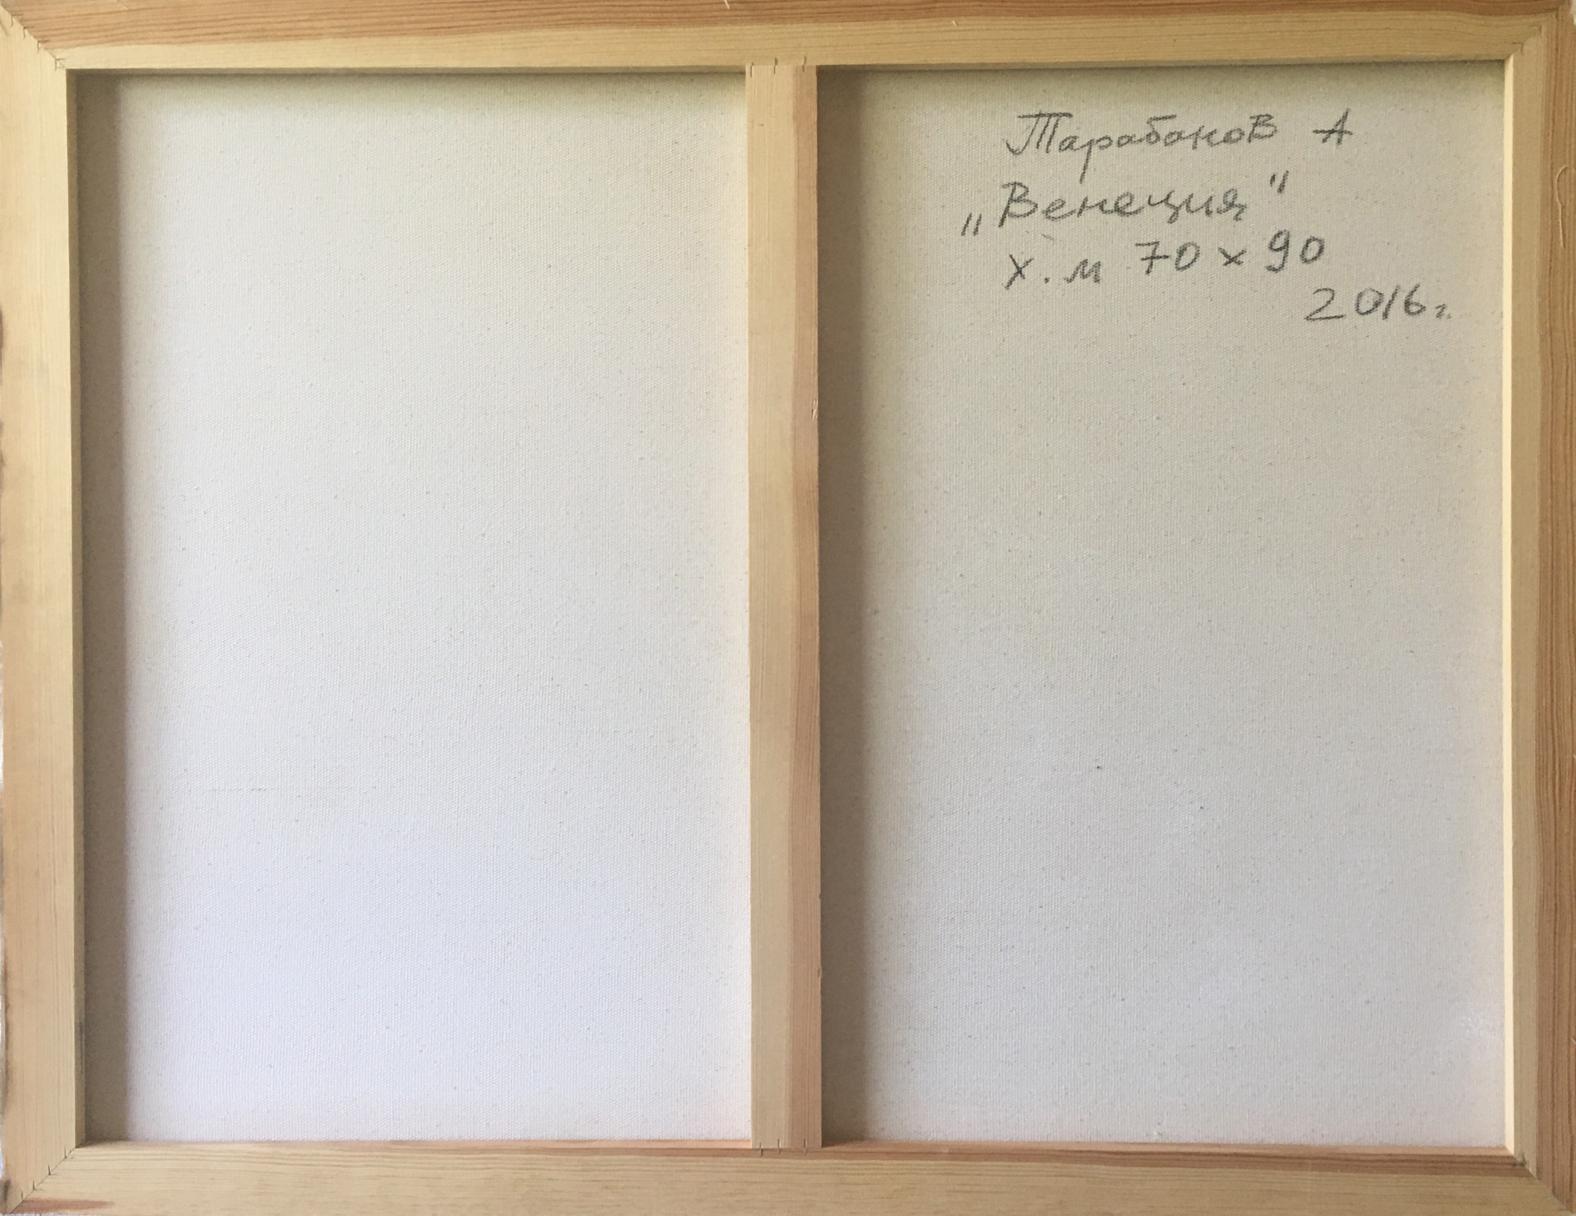 Тарабанов А
„Венеция"
х.м 70 х 90
2016г.